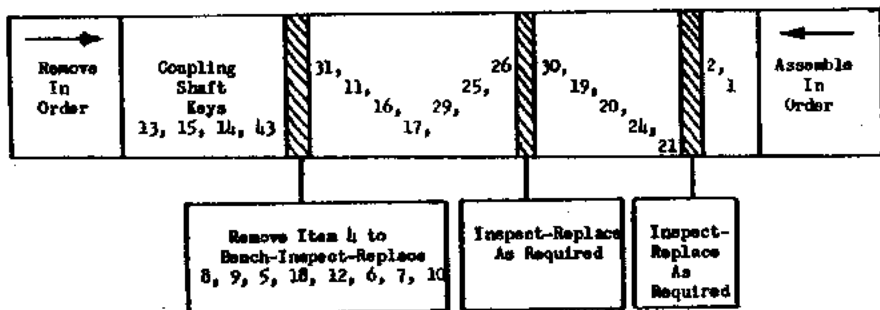 Remove
In
Order
Coupling
Shaft
Keys
13, 15, 14, 43
31,
11,
16,
17,
29,
25,
26
30,
19,
20,
24,
21
2,
1
Assemble
In
Order
Remove Item 4 to
Bench-Inspect-Replace
8, 9, 5, 18, 12, 6, 7, 10
Inspect-Replace
As Required
Inspect-
Replace
As
Required